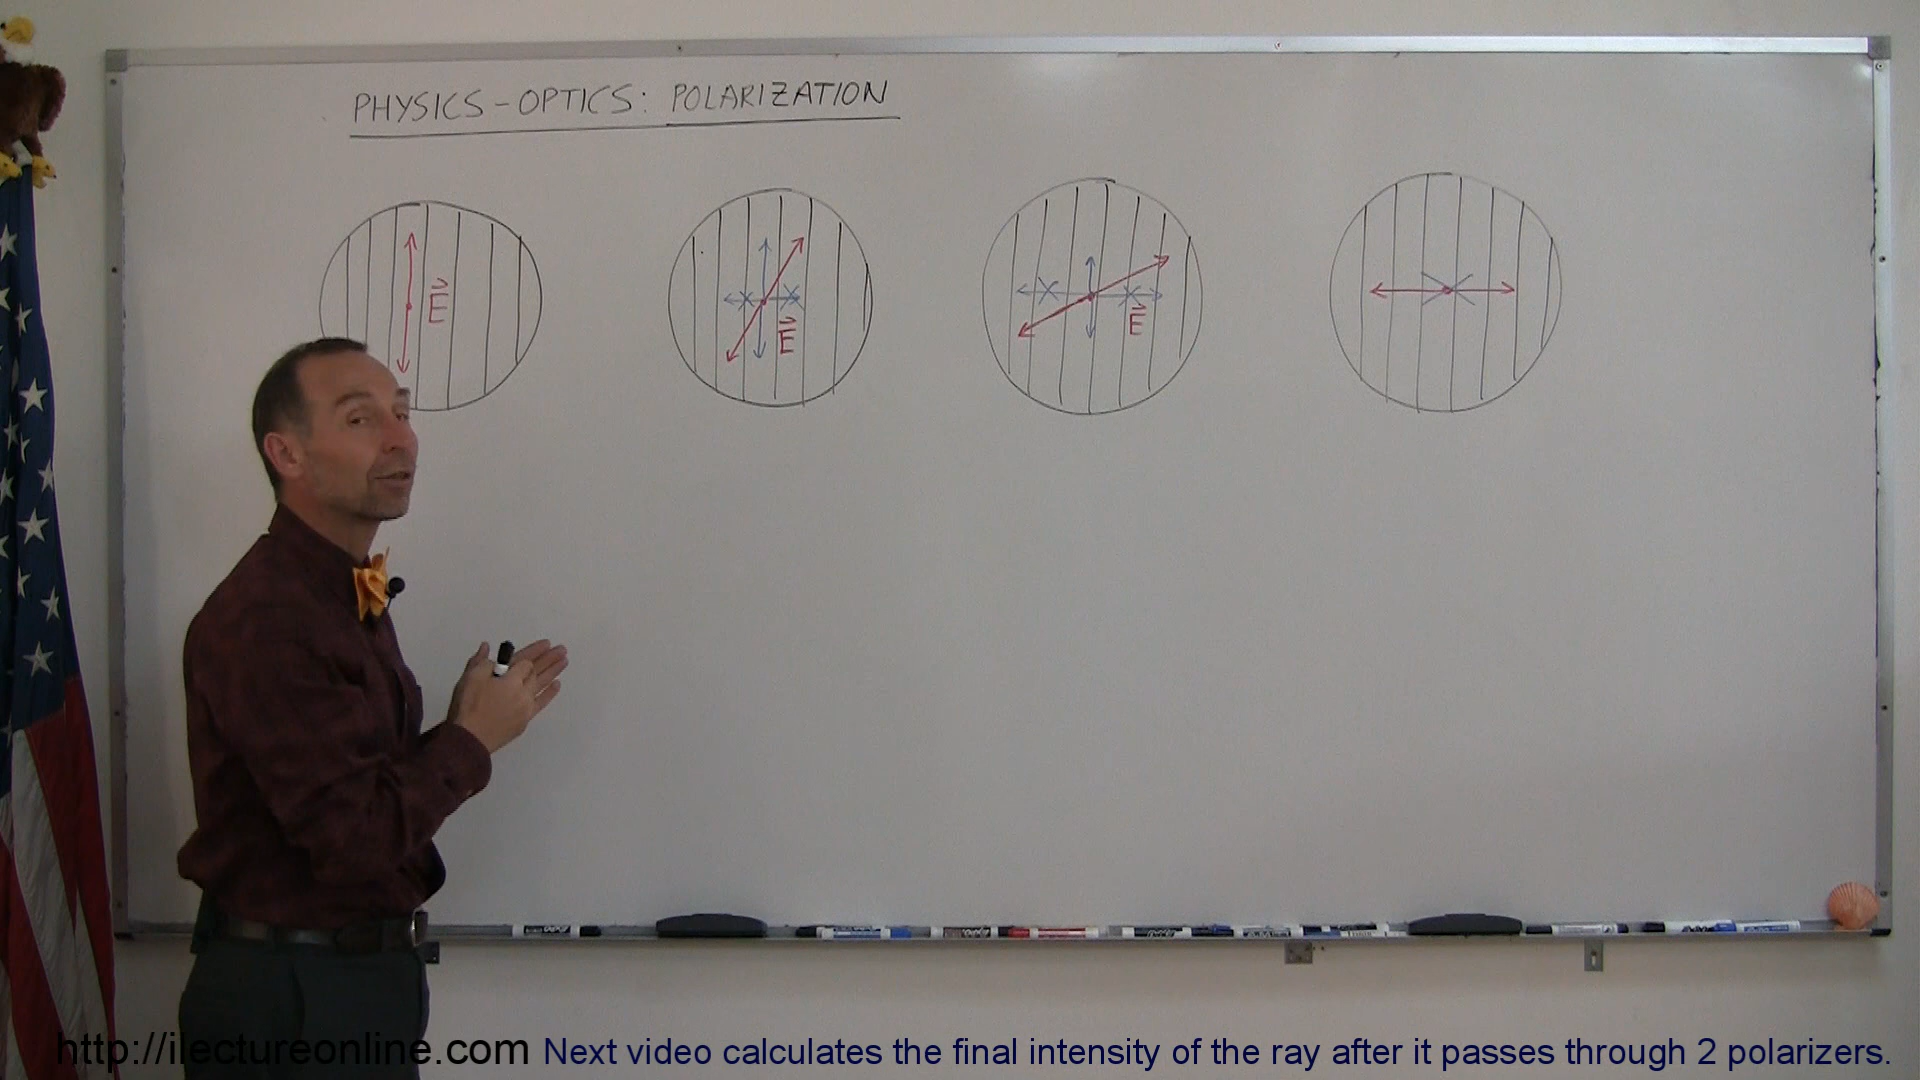 PHYSICS - OPTICS: POLARIZATION
E
E
E
http://ilectureonline.com Next video calculates the final intensity of the ray after it passes through 2 polarizers.